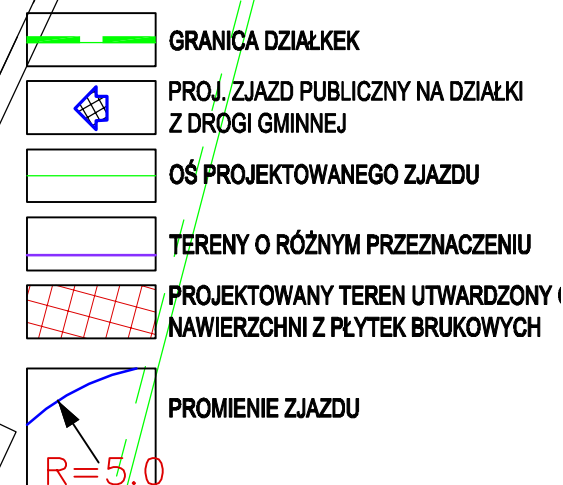 GRANICA DZIAŁKEK
PROJ. ZJAZD PUBLICZNY NA DZIAŁKI
Z DROGI GMINNEJ
OŚ PROJEKTOWANEGO ZJAZDU
TERENY O RÓŻNYM PRZEZNACZENIU
PROJEKTOWANY TEREN UTWARDZONY
NAWIERZCHNI Z PŁYTEK BRUKOWYCH
PROMIENIE ZJAZDU
R=5.0